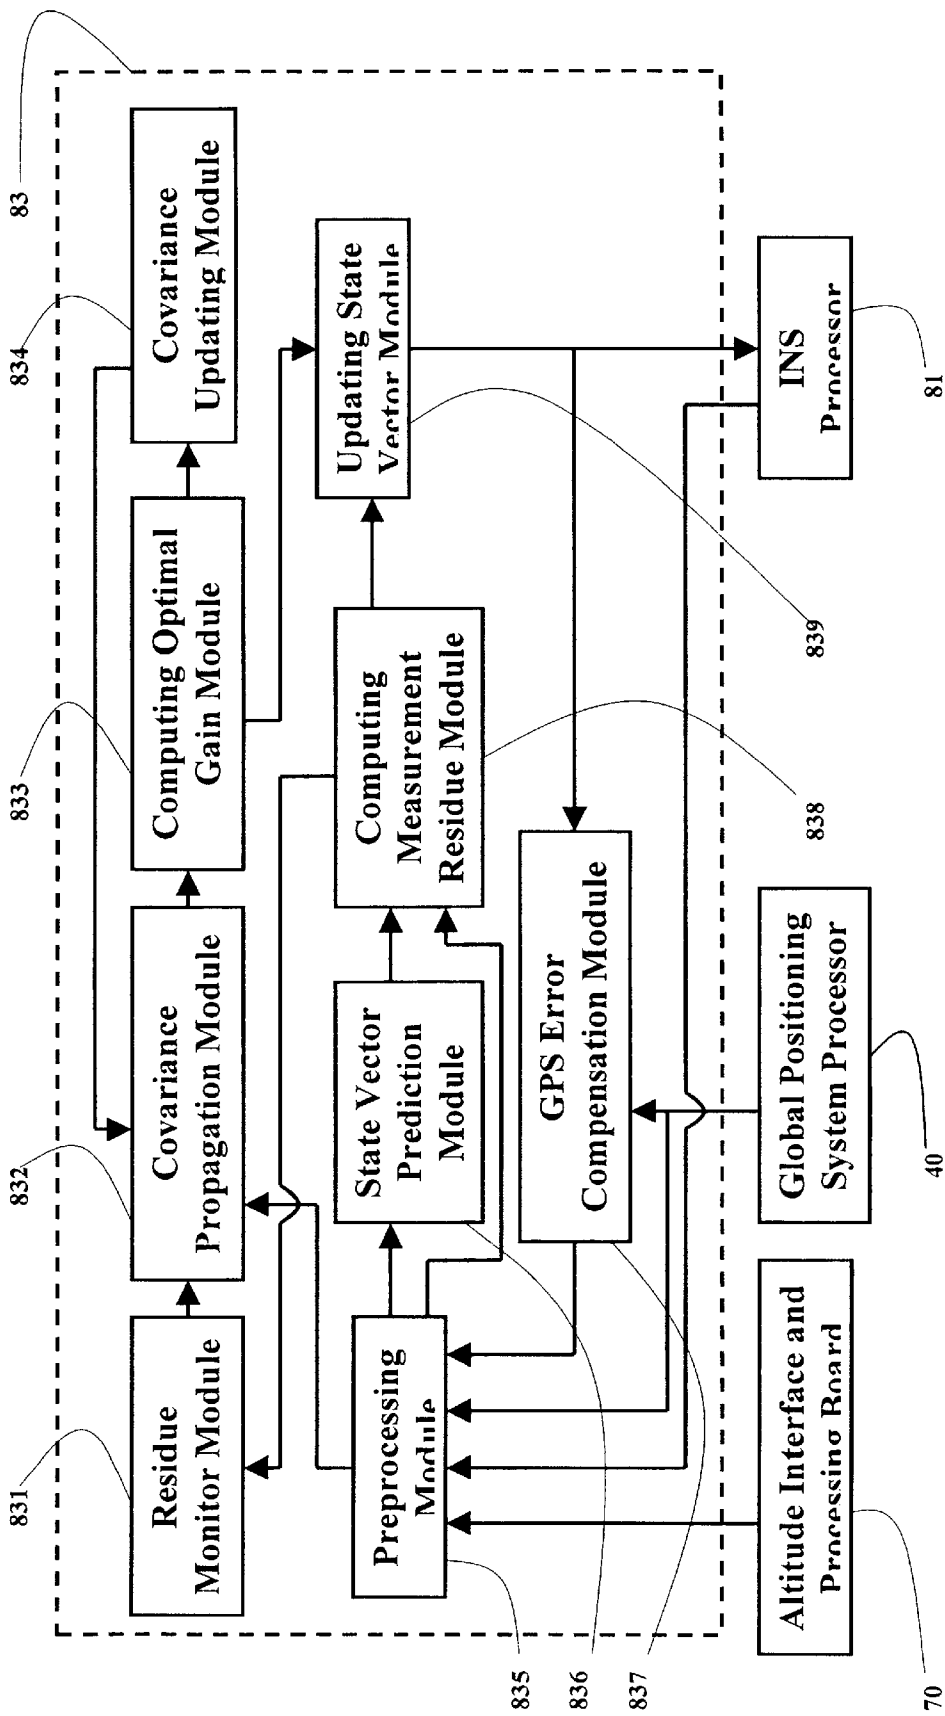 831
832
833
834
83
Residue
Monitor Module
Covariance
Propagation Module
Computing Optimal
Gain Module
Covariance
Updating Module
Preprocessing
Module
State Vector
Prediction
Module
Computing
Measurement
Residue Module
Updating State
Vector Module
GPS Error
Compensation Module
835
836
837
838
839
Altitude Interface and
Processing Board
Global Positioning
System Processor
INS
Processor
70
40
81